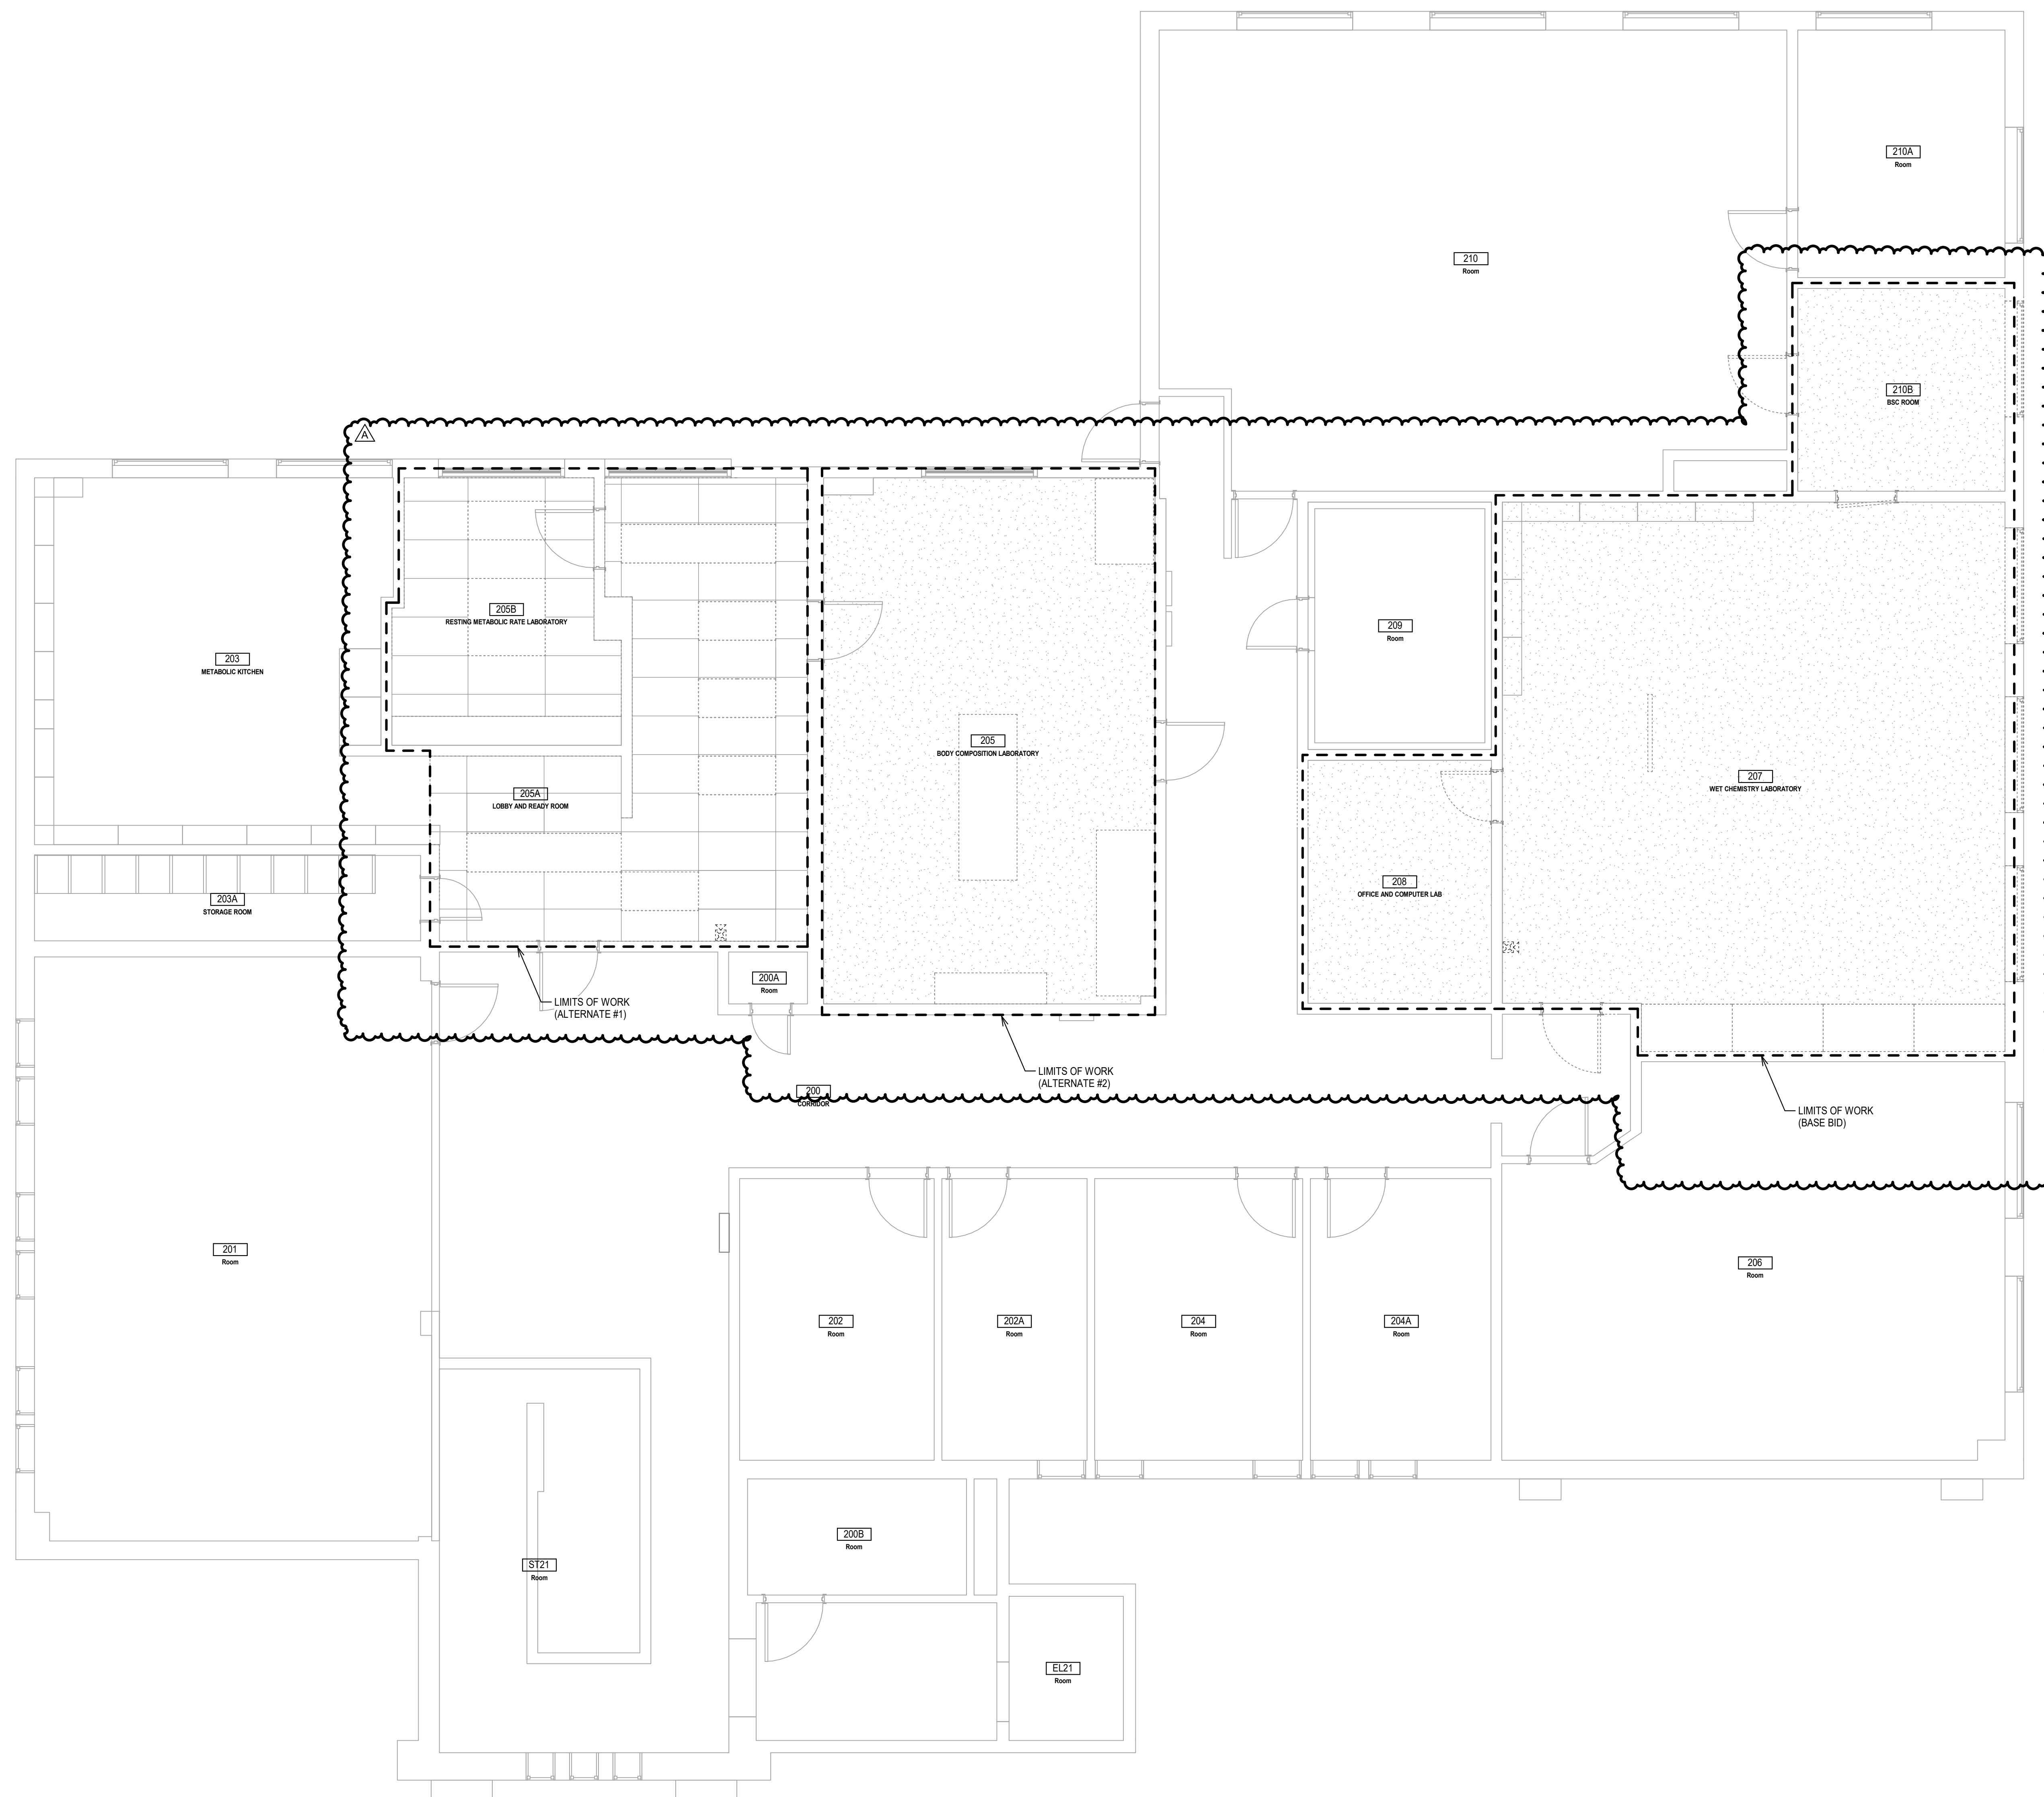 210A
Room
210
Room
210B
BSC ROOM
A
205B
RESTING METABOLIC RATE LABORATORY
209
Room
203
METABOLIC KITCHEN
205
BODY COMPOSITION LABORATORY
207
WET CHEMISTRY LABORATORY
205A
LOBBY AND READY ROOM
208
OFFICE AND COMPUTER LAB
203A
STORAGE ROOM
200A
Room
LIMITS OF WORK
(ALTERNATE #1)
LIMITS OF WORK
(ALTERNATE #2)
200
CORRIDOR
LIMITS OF WORK
(BASE BID)
201
Room
206
Room
202
Room
202A
Room
204
Room
204A
Room
200B
Room
ST21
Room
EL21
Room